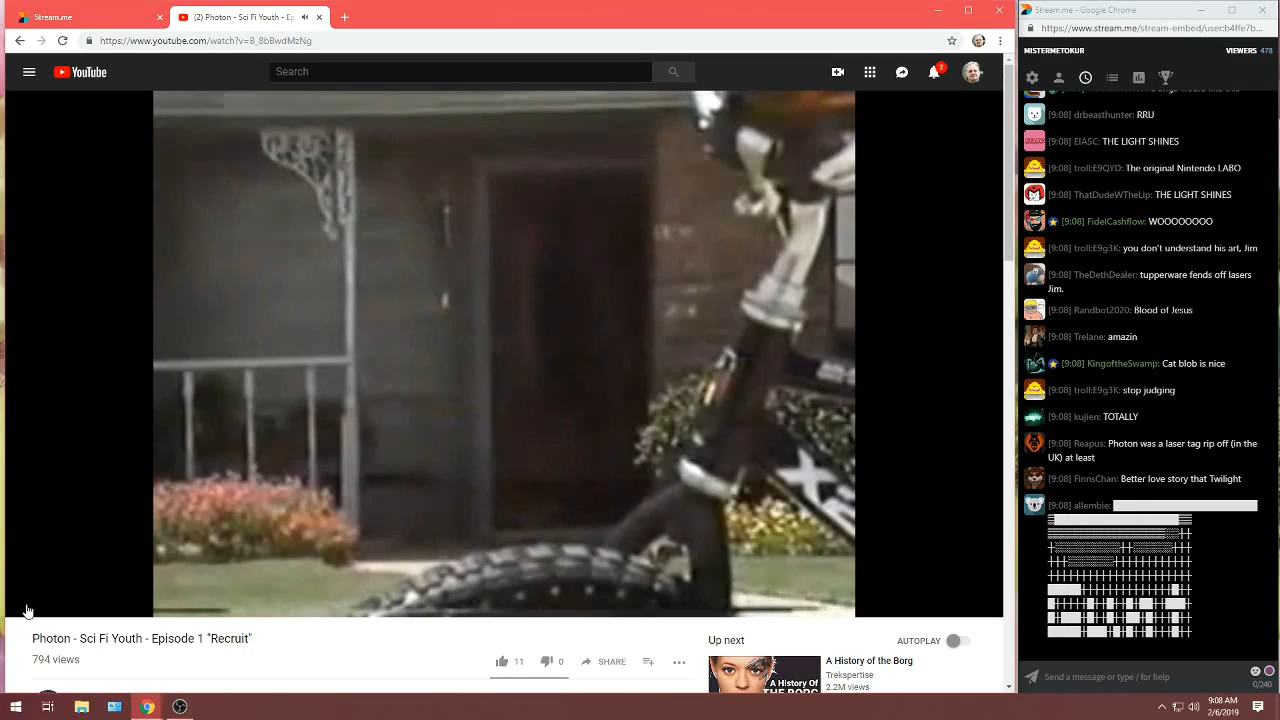 Stream.me
(2) Photon - Sci Fi Youth - Ep
Stream.me - Google Chrome
https://www.youtube.com/watch?v=B_8bBwdMzNg
https://www.stream.me/stream-embed/user:b4ffe7b...
MISTERMETOKUR
VIEWERS 478
YouTube
Search
2
[9:08] drbeasthunter: RRU
[9:08] EIASC: THE LIGHT SHINES
[9:08] troll:E9QYD: The original Nintendo LABO
[9:08] ThatDudeWTheLip: THE LIGHT SHINES
[9:08] FidelCashflow: WOOOOOOOO
[9:08] troll:E9g3K: you don't understand his art, Jim
[9:08] TheDethDealer: tupperware fends off lasers
Jim.
[9:08] Randbot2020: Blood of Jesus
[9:08] Trelane: amazin
[9:08] KingoftheSwamp: Cat blob is nice
[9:08] troll:E9g3K: stop judging
[9:08] kujien: TOTALLY
[9:08] Reapus: Photon was a laser tag rip off (in the
UK) at least
[9:08] FinnsChan: Better love story that Twilight
[9:08] allembie:
Photon - Sci Fi Youth - Episode 1 "Recruit"
794 views
11
0
SHARE
Up next
AUTOPLAY
A History of the Borg
Trekspertise
2.2M views
A History Of
THE BORG
Send a message or type / for help
0/240
9:08 AM
2/6/2019